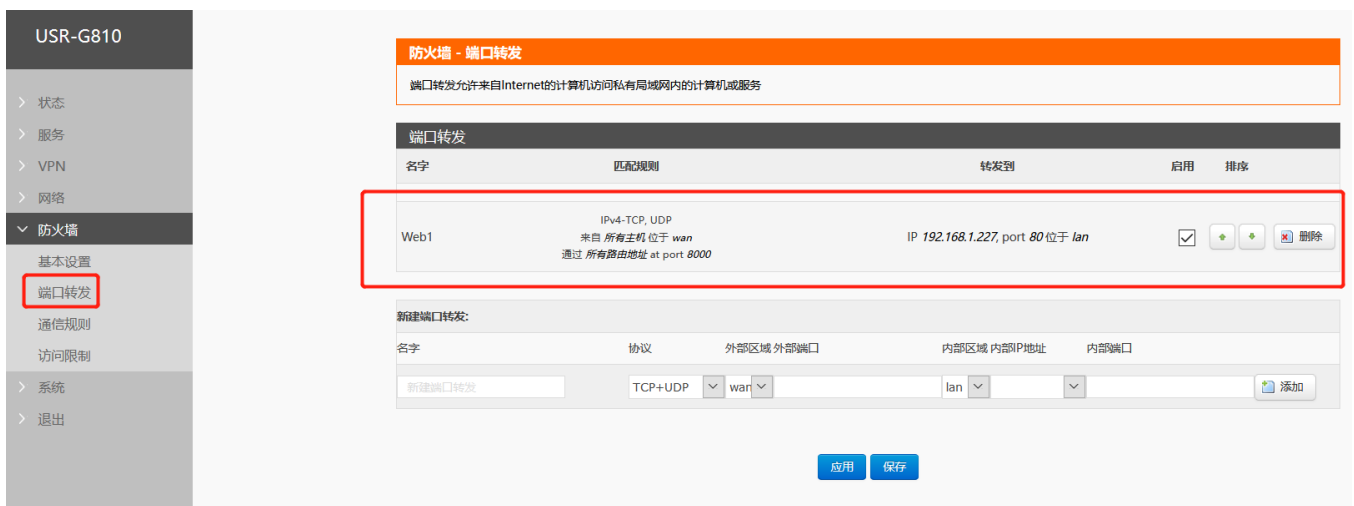 USR-G810
状态
服务
VPN
网络
防火墙
基本设置
端口转发
通信规则
访问限制
系统
退出
防火墙 - 端口转发
端口转发允许来自Internet的计算机访问私有局域网内的计算机或服务
端口转发
名字 匹配规则 转发到 启用 排序
IPv4-TCP, UDP
Web1 来自 所有主机 位于 wan IP 192.168.1.227, port 80 位于 lan 删除
通过 所有路由地址 at port 8000
新建端口转发:
名字 协议 外部区域 外部端口 内部区域 内部IP地址 内部端口
新建端口转发 TCP+UDP wan lan 添加
应用 保存